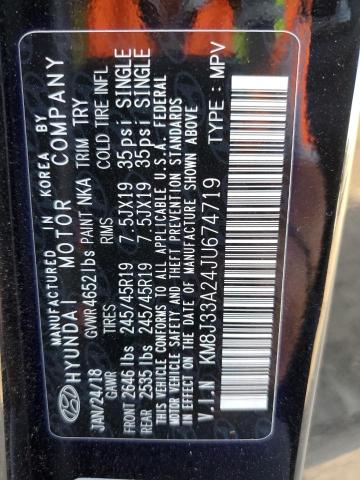 MANUFACTURED IN KOREA BY
HYUNDAI MOTOR COMPANY
JAN/24/18 GVWR 4652 lbs PAINT NKA TRIM TRY
GAWR TIRES RIMS COLD TIRE INFL
FRONT 2646 lbs 245/45R19 7.5JX19 35psi SINGLE
REAR 2535 lbs 245/45R19 7.5JX19 35psi SINGLE
THIS VEHICLE CONFORMS TO ALL APPLICABLE U.S.A. FEDERAL
MOTOR VEHICLE SAFETY AND THEFT PREVENTION STANDARDS
IN EFFECT ON THE DATE OF MANUFACTURE SHOWN ABOVE
V.I.N KM8J33A24JU674719 TYPE : MPV